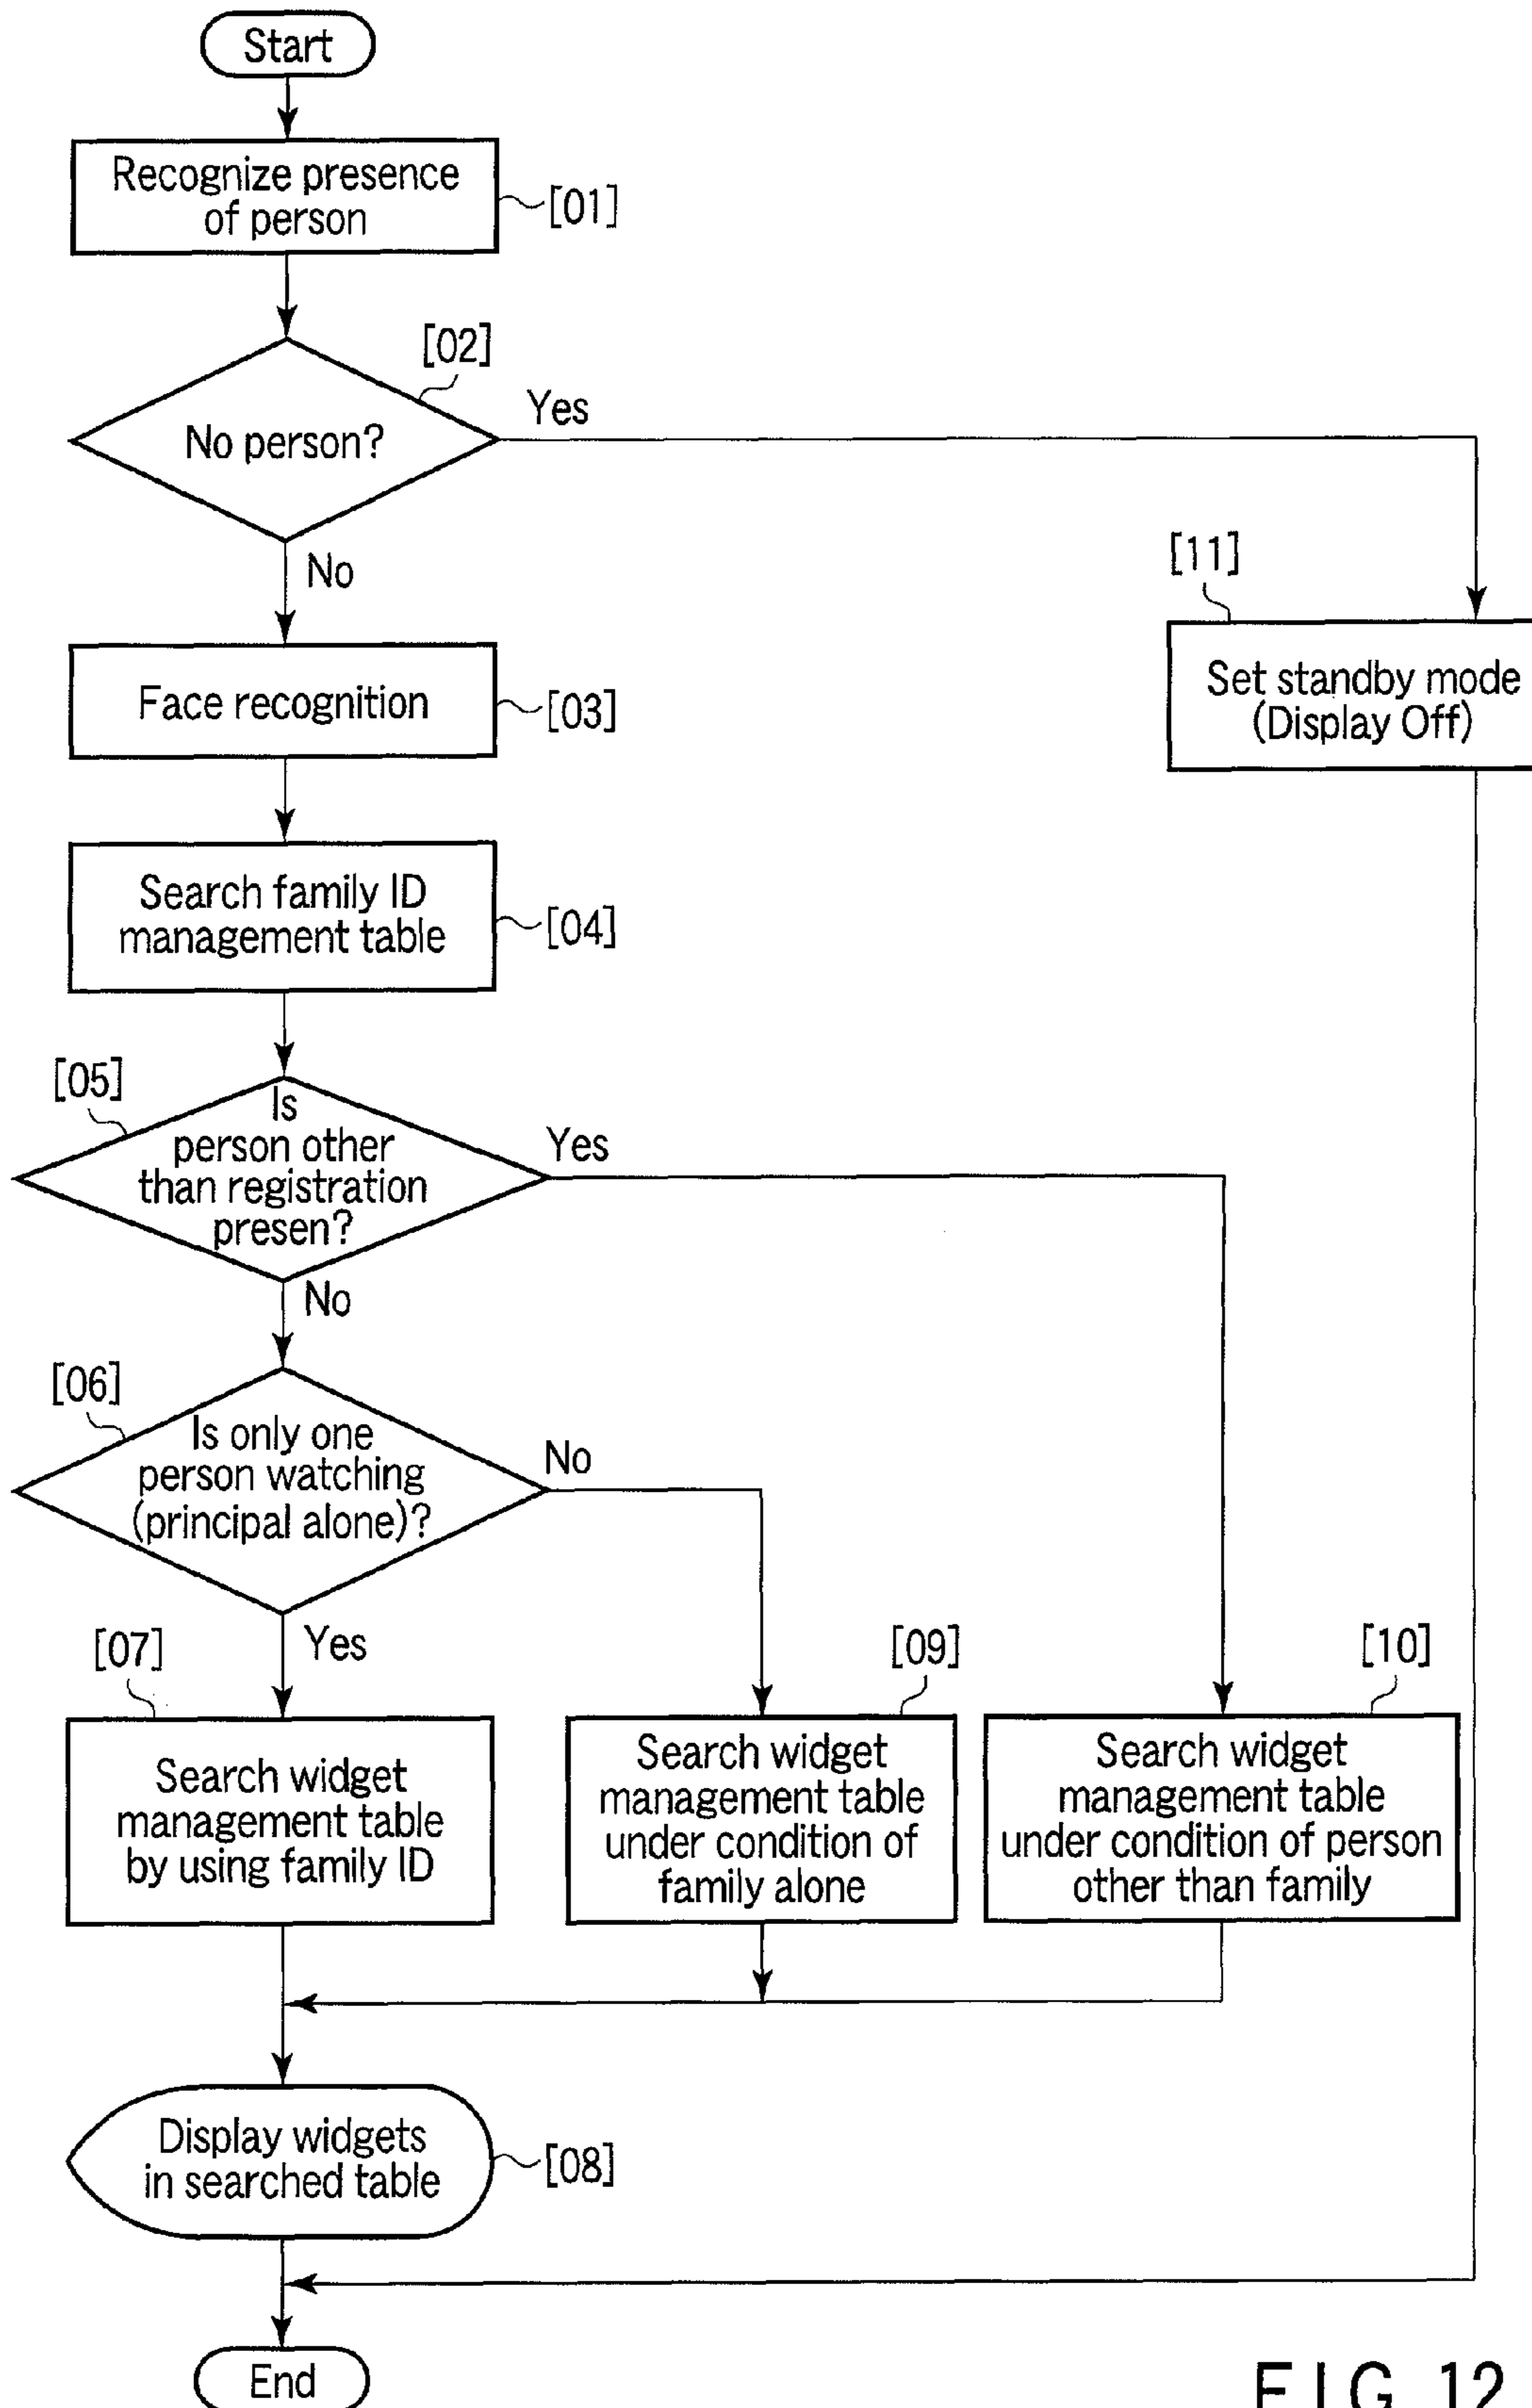 Start
Recognize presence
of person
[01]
[02]
No person?
Yes
No
[11]
Set standby mode
(Display Off)
Face recognition
[03]
Search family ID
management table
[04]
[05]
Is
person other
than registration
presen?
Yes
No
[06]
Is only one
person watching
(principal alone)?
No
Yes
[07]
Search widget
management table
by using family ID
[09]
Search widget
management table
under condition of
family alone
[10]
Search widget
management table
under condition of person
other than family
Display widgets
in searched table
[08]
End
FIG. 12